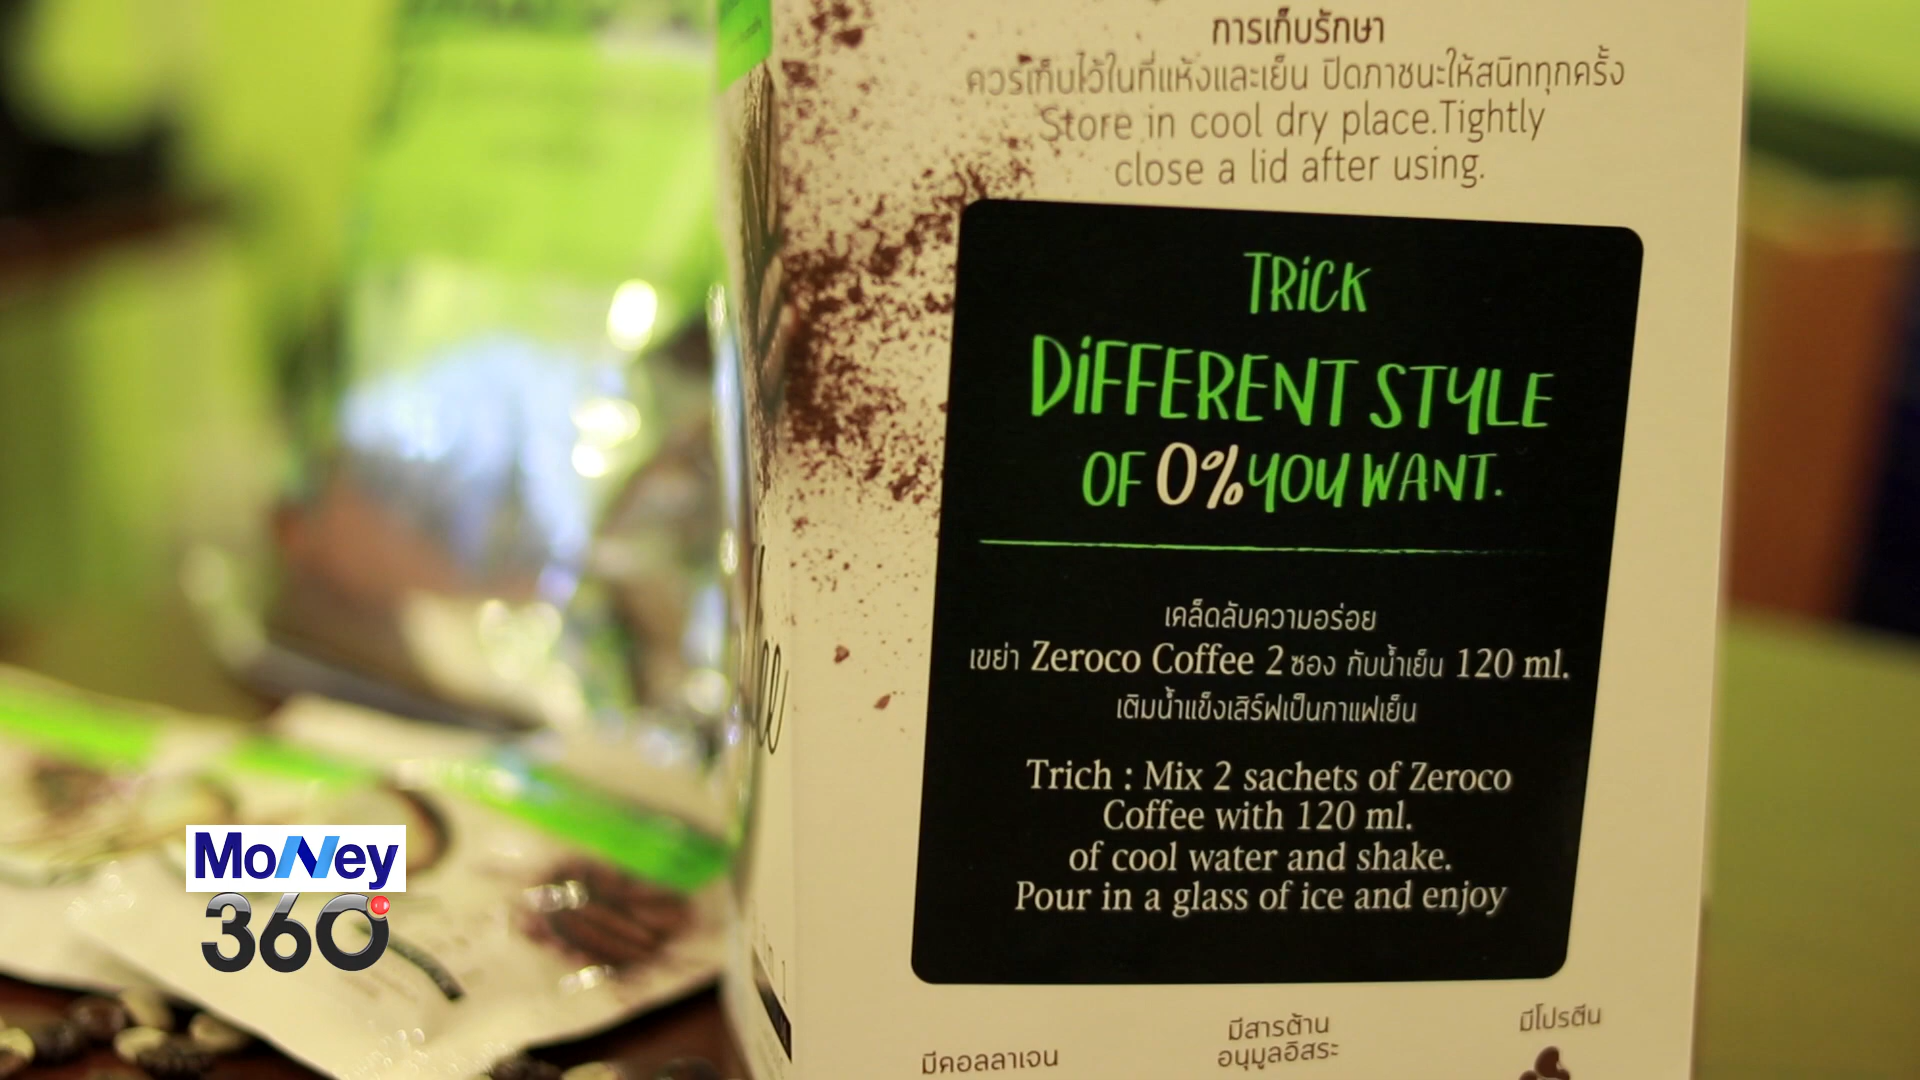 การเก็บรักษา
ควรเก็บไว้ในที่แห้งและเย็น ปิดภาชนะให้สนิททุกครั้ง
Store in cool dry place.Tightly
close a lid after using.
TRiCK
DiFFERENT STYLE
OF 0% YOU WANT.
เคล็ดลับความอร่อย
เขย่า Zeroco Coffee 2 ซอง กับน้ำเย็น 120 ml.
เติมน้ำแข็งเสิร์ฟเป็นกาแฟเย็น
Trich : Mix 2 sachets of Zeroco
Coffee with 120 ml.
of cool water and shake.
Pour in a glass of ice and enjoy
มีคอลลาเจน
มีสารต้าน
อนุมูลอิสระ
มีโปรตีน
Money
360